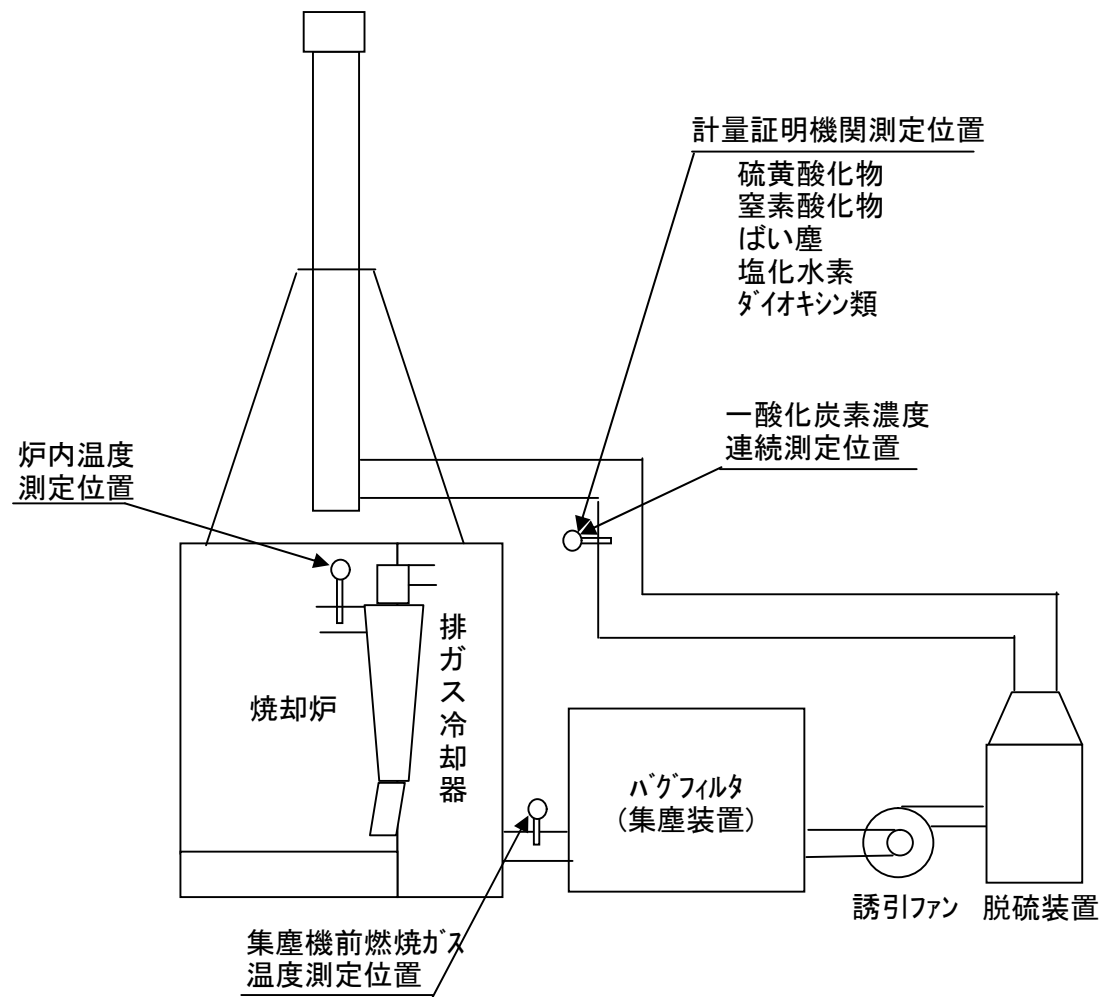 計量証明機関測定位置
硫黄酸化物
窒素酸化物
ばい塵
塩化水素
ﾀﾞｲｵｷｼﾝ類
一酸化炭素濃度
連続測定位置
炉内温度
測定位置
焼却炉
排ガス冷却器
ﾊﾞｸﾞﾌｨﾙﾀ
(集塵装置)
誘引ﾌｧﾝ
脱硫装置
集塵機前燃焼ｶﾞｽ
温度測定位置